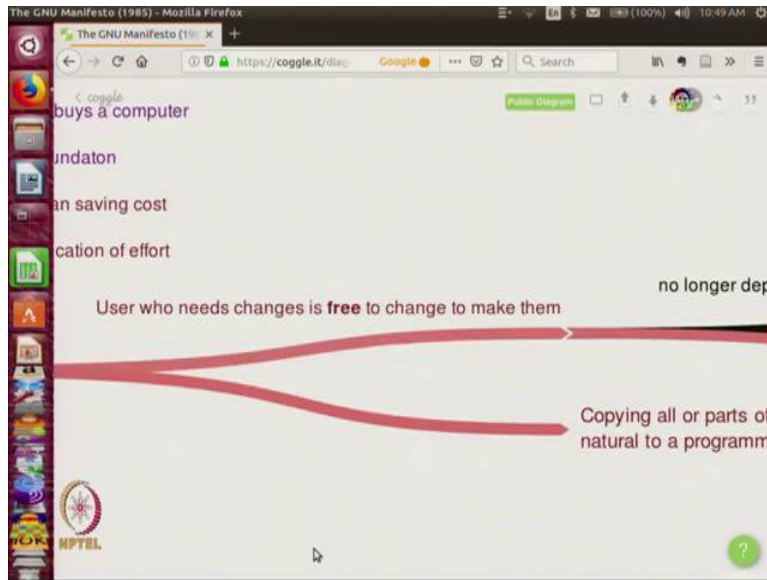 The GNU Manifesto (1985) - Mozilla Firefox
En
(100%)
10:49 AM
The GNU Manifesto (19
https://coggle.it/diag
Google
Search
coggle
Public Diagram
buys a computer
undaton
an saving cost
cation of effort
no longer dep
User who needs changes is free to change to make them
Copying all or parts of
natural to a programm
NPTEL
?